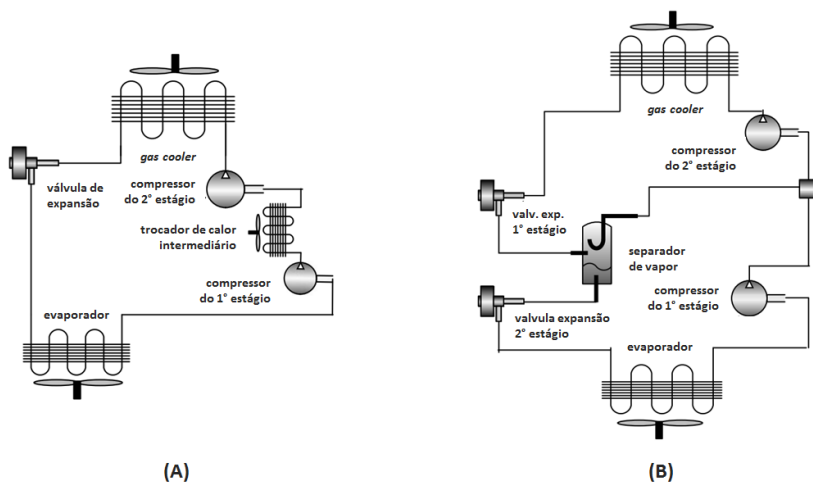 gas cooler
válvula de
expansão
compressor
do 2° estágio
trocador de calor
intermediário
compressor
do 1° estágio
evaporador
(A)
gas cooler
compressor
do 2° estágio
valv. exp.
1° estágio
separador
de vapor
compressor
do 1° estágio
valvula expansão
2° estágio
evaporador
(B)